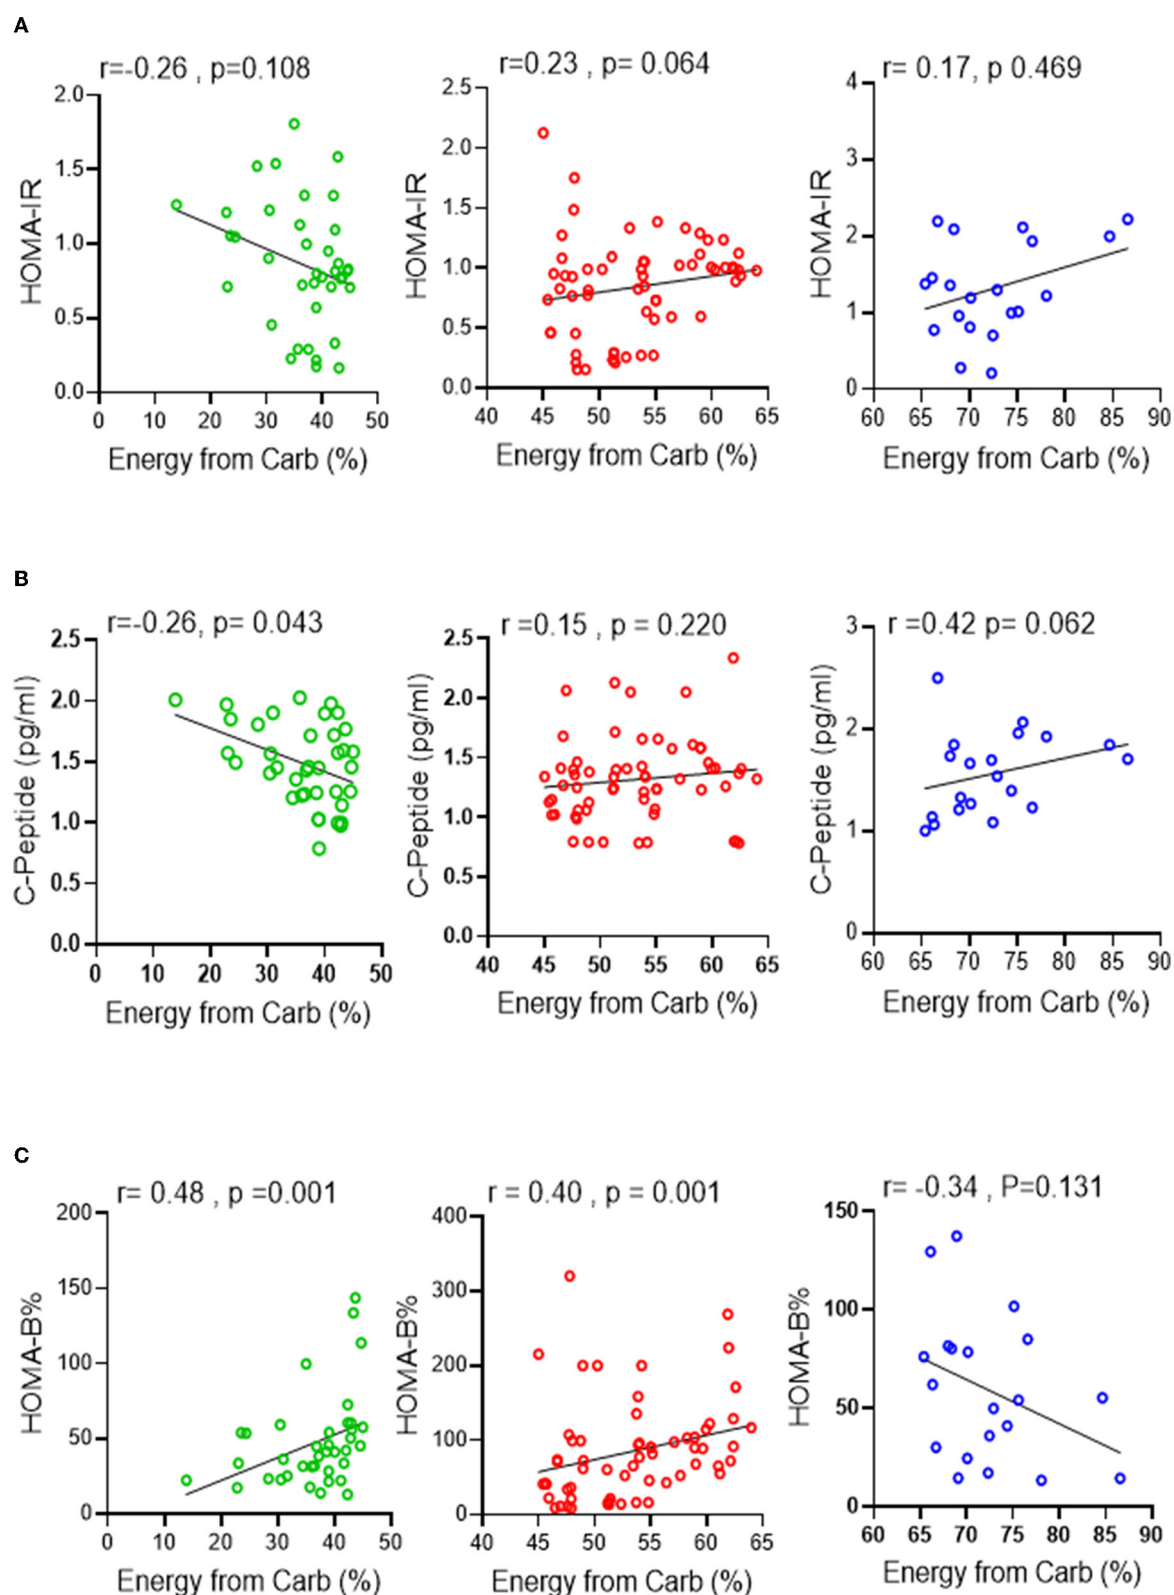 A
r=-0.26 , p=0.108
r=0.23 , p= 0.064
r= 0.17, p 0.469
HOMA-IR
2.0
1.5
1.0
0.5
0.0
0 10 20 30 40 50
Energy from Carb (%)
HOMA-IR
2.5
2.0
1.5
1.0
0.5
0.0
40 45 50 55 60 65
Energy from Carb (%)
HOMA-IR
4
3
2
1
0
60 65 70 75 80 85 90
Energy from Carb (%)
B
r=-0.26, p= 0.043
r =0.15 , p = 0.220
r =0.42 p= 0.062
C-Peptide (pg/ml)
2.5
2.0
1.5
1.0
0.5
0.0
0 10 20 30 40 50
Energy from Carb (%)
C-Peptide (pg/ml)
2.5
2.0
1.5
1.0
0.5
0.0
40 45 50 55 60 65
Energy from Carb (%)
C-Peptide (pg/ml)
3
2
1
0
60 65 70 75 80 85 90
Energy from Carb (%)
C
r= 0.48 , p =0.001
r = 0.40 , p = 0.001
r= -0.34 , P=0.131
HOMA-B%
200
150
100
50
0
0 10 20 30 40 50
Energy from Carb (%)
HOMA-B%
400
300
200
100
0
40 45 50 55 60 65
Energy from Carb (%)
HOMA-B%
150
100
50
0
60 65 70 75 80 85 90
Energy from Carb (%)